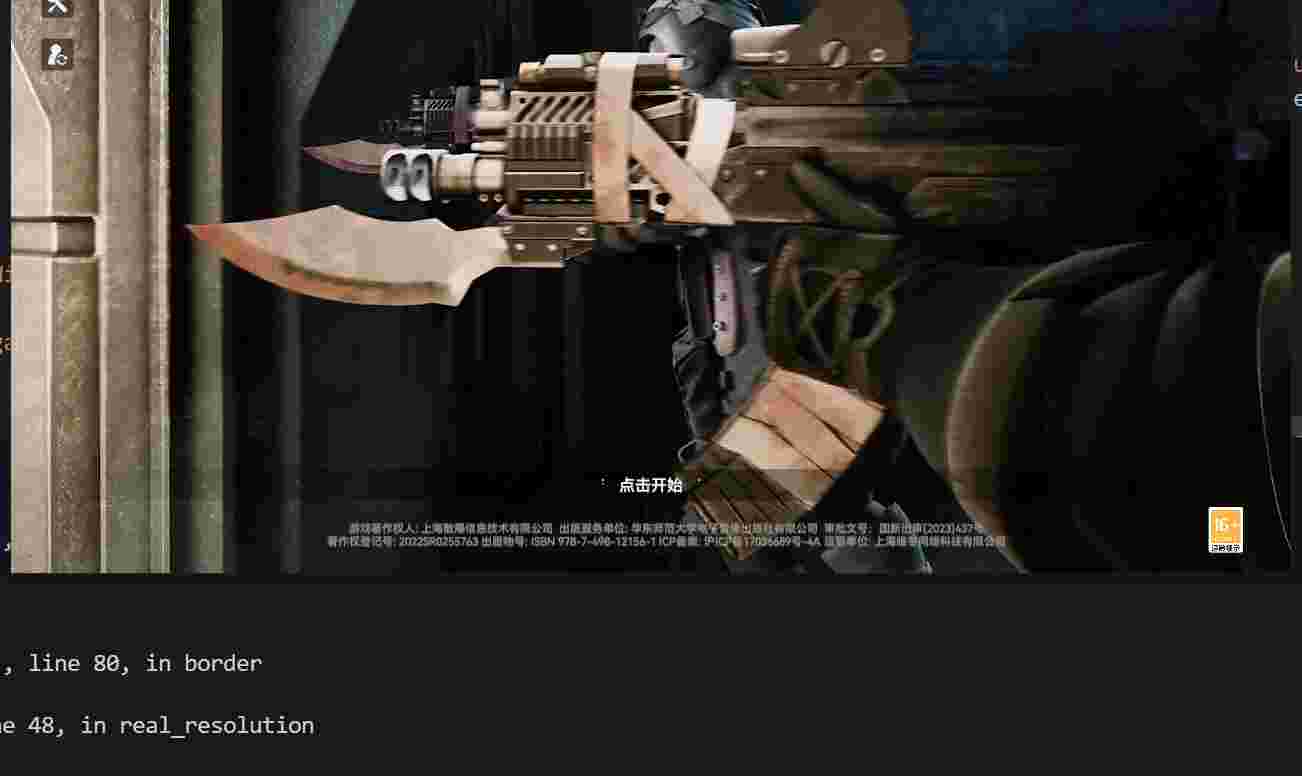 点击开始
游戏著作权人: 上海散爆信息技术有限公司 出版服务单位: 华东师范大学电子音像出版社有限公司 审批文号: 国新出审[2023]437号
著作权登记号: 2022SR0255763 出版物号: ISBN 978-7-498-12156-1 ICP备案: 沪ICP备17036689号-4A 运营单位: 上海 网络科技有限公司
16+
, line 80, in border
e 48, in real_resolution